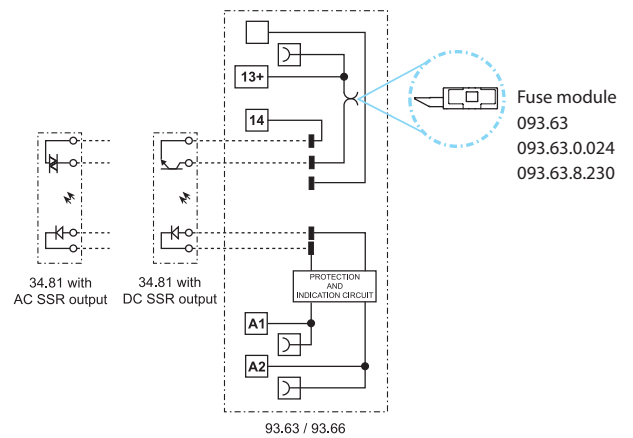 13+
14
Fuse module
093.63
093.63.0.024
093.63.8.230
34.81 with
AC SSR output
34.81 with
DC SSR output
PROTECTION
AND
INDICATION CIRCUIT
A1
A2
93.63 / 93.66